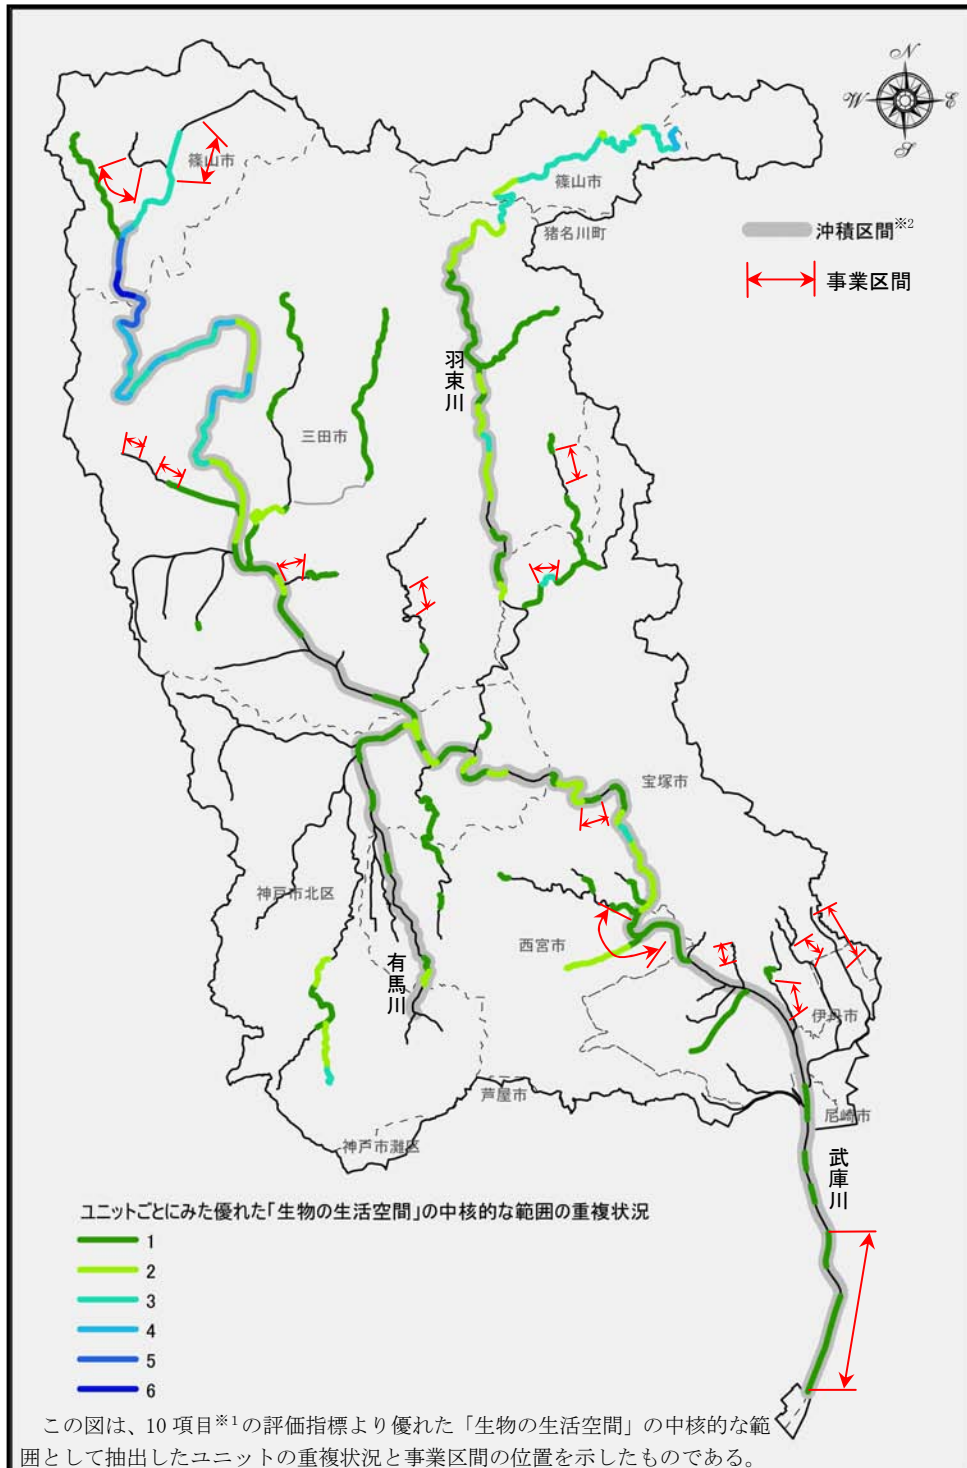 N
W
E
S
篠山市
篠山市
猪名川町
沖積区間※2
事業区間
羽束川
三田市
宝塚市
神戸市北区
西宮市
有馬川
伊丹市
芦屋市
尼崎市
神戸市灘区
武庫川
ユニットごとにみた優れた「生物の生活空間」の中核的な範囲の重複状況
1
2
3
4
5
6
この図は、10 項目※1の評価指標より優れた「生物の生活空間」の中核的な範
囲として抽出したユニットの重複状況と事業区間の位置を示したものである。